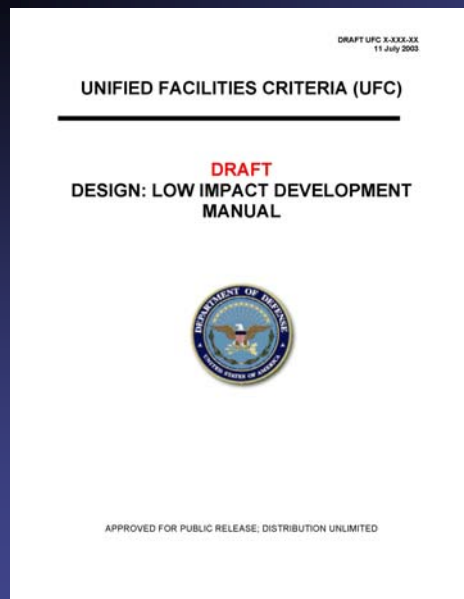 DRAFT UFC X-XXX-XX
11 July 2003
UNIFIED FACILITIES CRITERIA (UFC)
DRAFT
DESIGN: LOW IMPACT DEVELOPMENT
MANUAL
DEPARTMENT OF DEFENSE
UNITED STATES OF AMERICA
APPROVED FOR PUBLIC RELEASE; DISTRIBUTION UNLIMITED